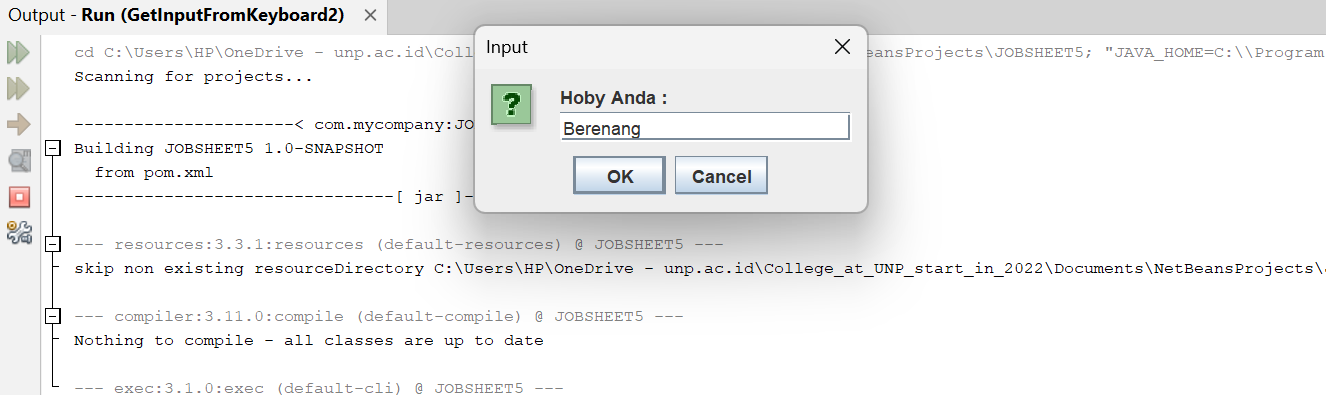 Output - Run (GetInputFromKeyboard2)
cd C:\Users\HP\OneDrive - unp.ac.id\Coll
eansProjects\JOBSHEET5; "JAVA_HOME=C:\\Program
Scanning for projects...
----------------------< com.mycompany:JO
Building JOBSHEET5 1.0-SNAPSHOT
from pom.xml
--------------------------------[ jar ]-
--- resources:3.3.1:resources (default-resources) @ JOBSHEET5 ---
skip non existing resourceDirectory C:\Users\HP\OneDrive - unp.ac.id\College_at_UNP_start_in_2022\Documents\NetBeansProjects\
--- compiler:3.11.0:compile (default-compile) @ JOBSHEET5 ---
Nothing to compile - all classes are up to date
--- exec:3.1.0:exec (default-cli) @ JOBSHEET5 ---
Input
?
Hoby Anda :
Berenang
OK Cancel